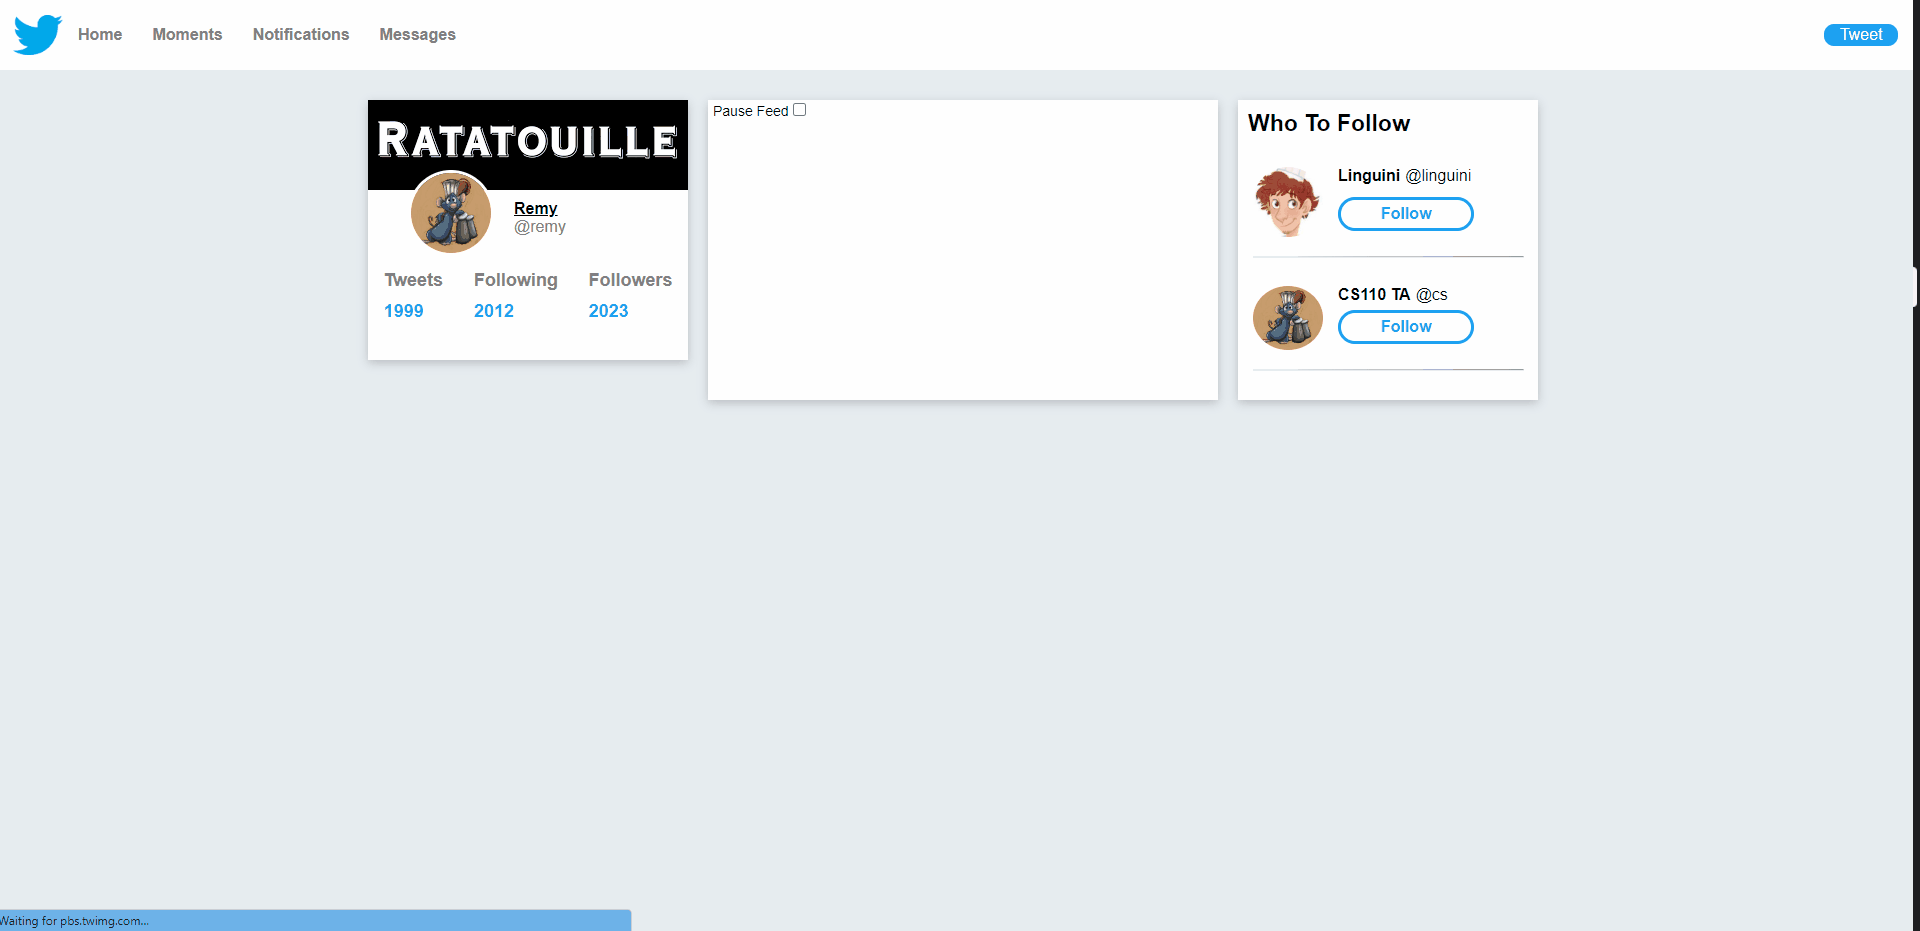 Home Moments Notifications Messages Tweet
RATATOUILLE
Remy
@remy
Tweets Following Followers
1999 2012 2023
Pause Feed
Who To Follow
Linguini @linguini
Follow
CS110 TA @cs
Follow
Waiting for pbs.twimg.com...